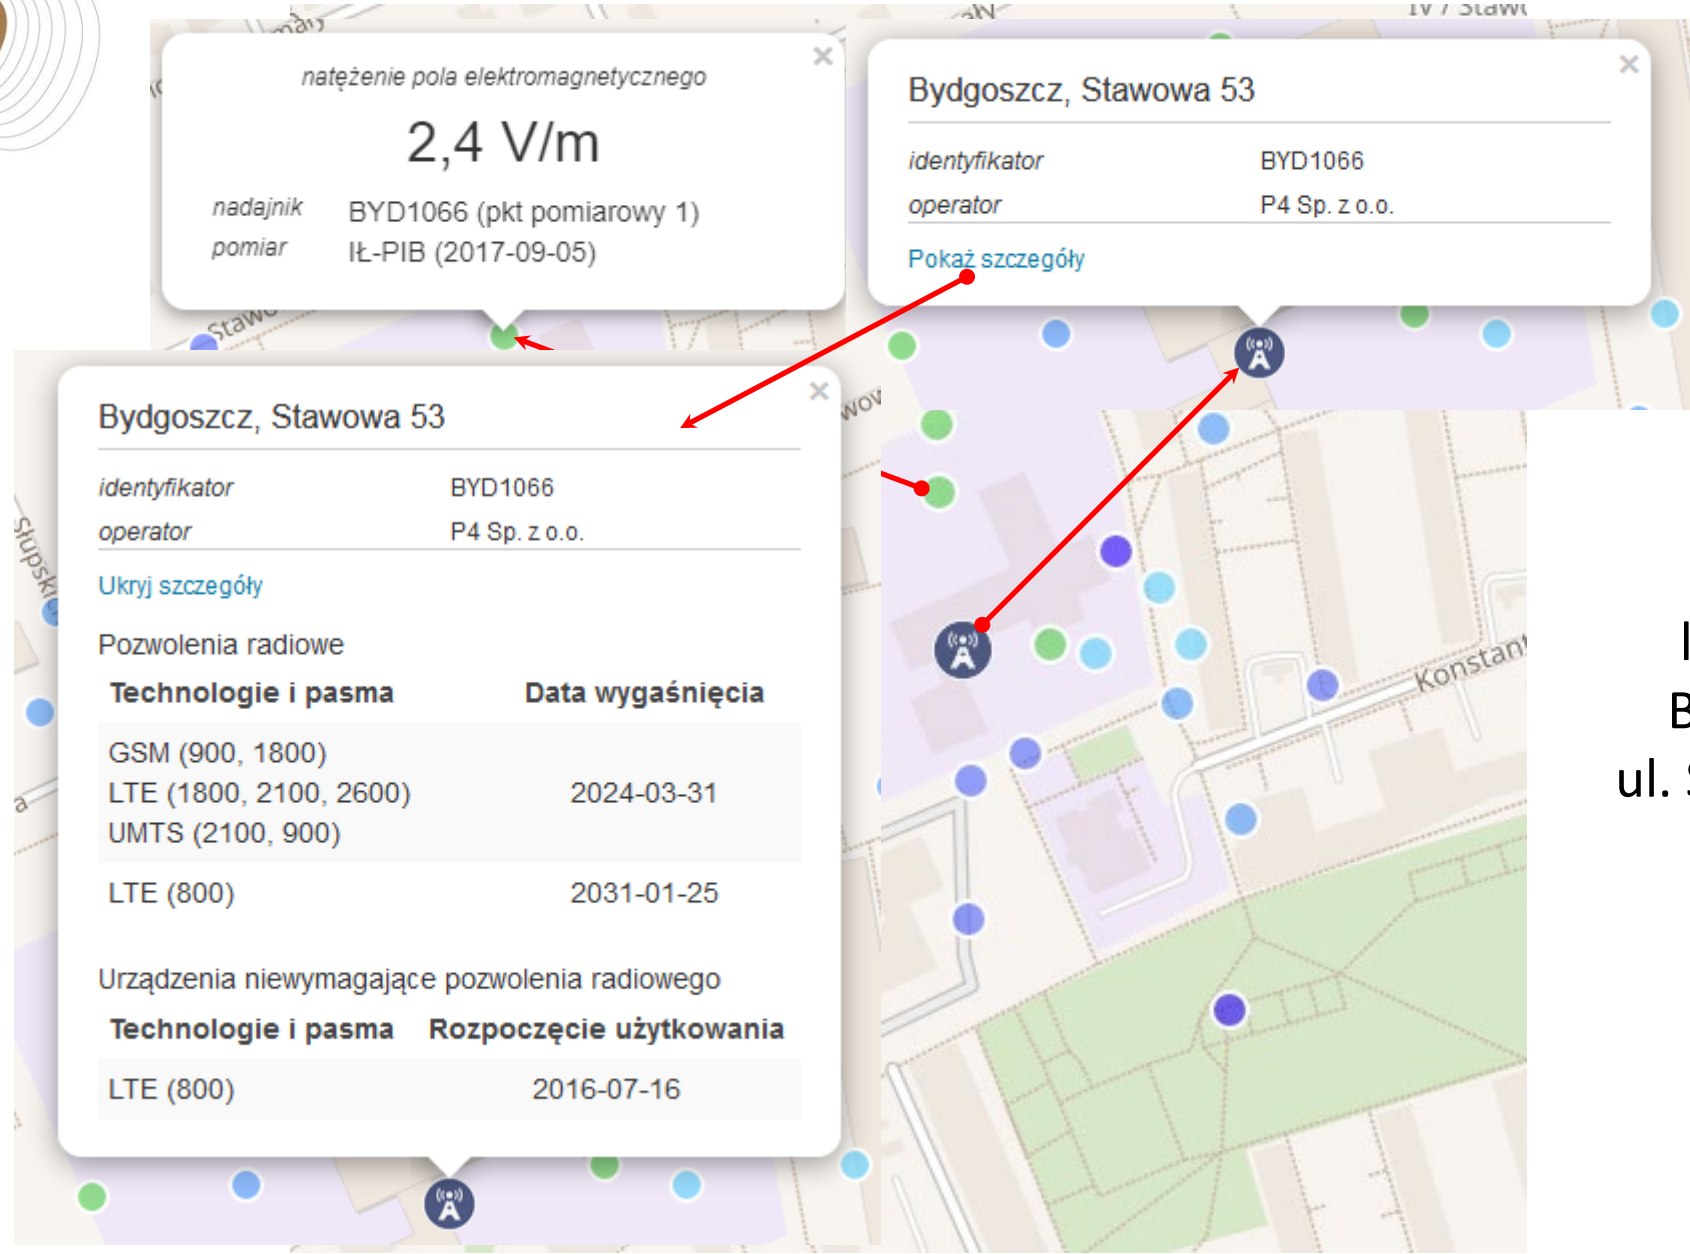 natężenie pola elektromagnetycznego
2,4 V/m
nadajnik BYD1066 (pkt pomiarowy 1)
pomiar IŁ-PIB (2017-09-05)
×
Bydgoszcz, Stawowa 53
×
identyfikator BYD1066
operator P4 Sp. z o.o.
Pokaż szczegóły
Bydgoszcz, Stawowa 53
×
identyfikator BYD1066
operator P4 Sp. z o.o.
Ukryj szczegóły
Pozwolenia radiowe
Technologie i pasma Data wygaśnięcia
GSM (900, 1800)
LTE (1800, 2100, 2600) 2024-03-31
UMTS (2100, 900)
LTE (800) 2031-01-25
Urządzenia niewymagające pozwolenia radiowego
Technologie i pasma Rozpoczęcie użytkowania
LTE (800) 2016-07-16
Słupski
Konstant
B
ul. S